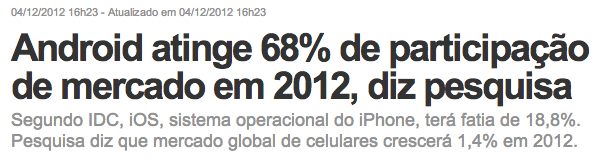 04/12/2012 16h23 - Atualizado em 04/12/2012 16h23
Android atinge 68% de participação
de mercado em 2012, diz pesquisa
Segundo IDC, iOS, sistema operacional do iPhone, terá fatia de 18,8%.
Pesquisa diz que mercado global de celulares crescerá 1,4% em 2012.